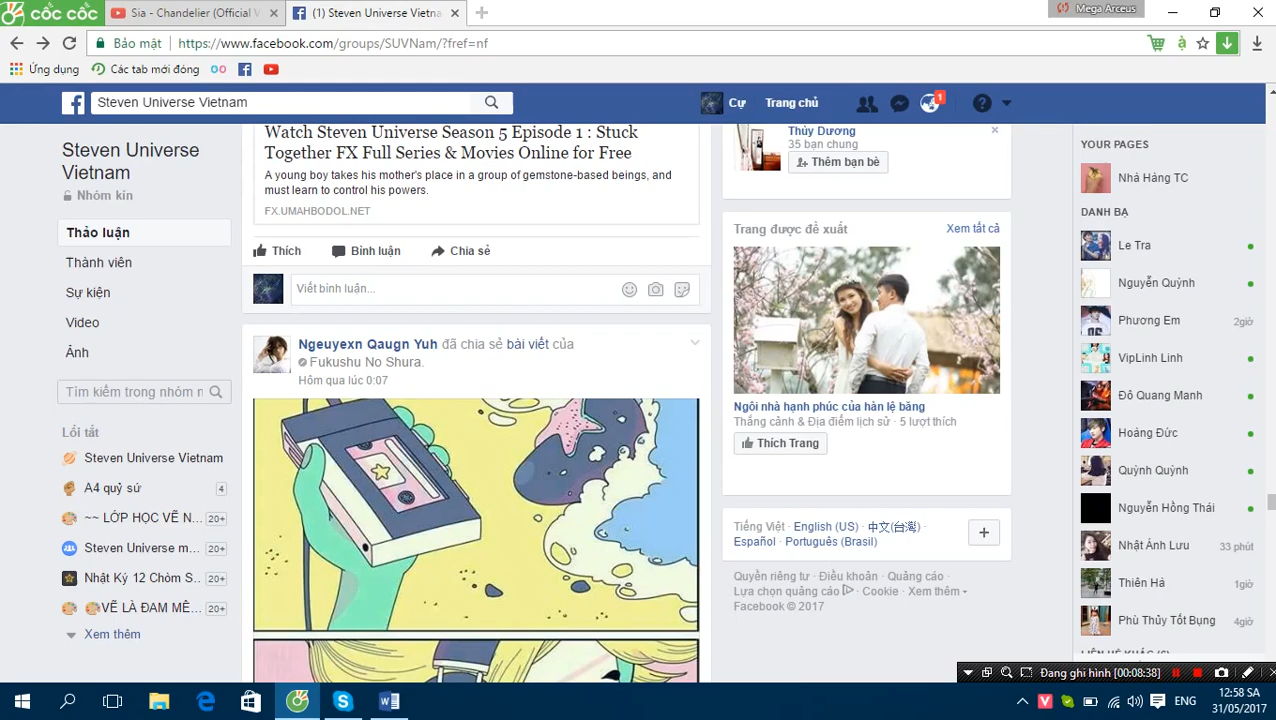 cốc cốc
Sia - Chandelier (Official V
(1) Steven Universe Vietna
Mega Arceus
Bảo mật
https://www.facebook.com/groups/SUVNam/?fref=nf
Ứng dụng
Các tab mới đóng
Steven Universe Vietnam
Cự
Trang chủ
1
Steven Universe
Vietnam
Nhóm kín
Thảo luận
Thành viên
Sự kiện
Video
Ảnh
Tìm kiếm trong nhóm n
Lối tắt
Steven Universe Vietnam
A4 quỷ sứ
4
~~ LỚP HỌC VẼ N...
20+
Steven Universe m...
20+
Nhật Ký 12 Chòm S...
20+
VẼ LÀ ĐAM MÊ...
20+
Xem thêm
Watch Steven Universe Season 5 Episode 1 : Stuck
Together FX Full Series & Movies Online for Free
A young boy takes his mother's place in a group of gemstone-based beings, and
must learn to control his powers.
FX.UMAHBODOL.NET
Thích
Bình luận
Chia sẻ
Viết bình luận...
Ngeuyexn Qaugn Yuh đã chia sẻ bài viết của
Fukushu No Shura.
Hôm qua lúc 0:07
Thùy Dương
35 bạn chung
Thêm bạn bè
Trang được đề xuất
Xem tất cả
Ngôi nhà hạnh phúc của hàn lệ băng
Thắng cảnh & Địa điểm lịch sử · 5 lượt thích
Thích Trang
Tiếng Việt · English (US) · 中文(台灣) ·
Español · Português (Brasil)
Quyền riêng tư · Điều khoản · Quảng cáo ·
Lựa chọn quảng cáo · Cookie · Xem thêm
Facebook © 2017
YOUR PAGES
Nhà Hàng TC
DANH BẠ
Le Tra
Nguyễn Quỳnh
Phương Em
2giờ
VipLinh Linh
Đô Quang Manh
Hoàng Đức
Quỳnh Quỳnh
Nguyễn Hồng Thái
Nhật Ánh Lưu
33 phút
Thiên Hà
1giờ
Phù Thủy Tốt Bụng
4giờ
LIÊN HỆ KHÁC (6)
Đang ghi hình [00:08:38]
ENG
12:58 SA
31/05/2017